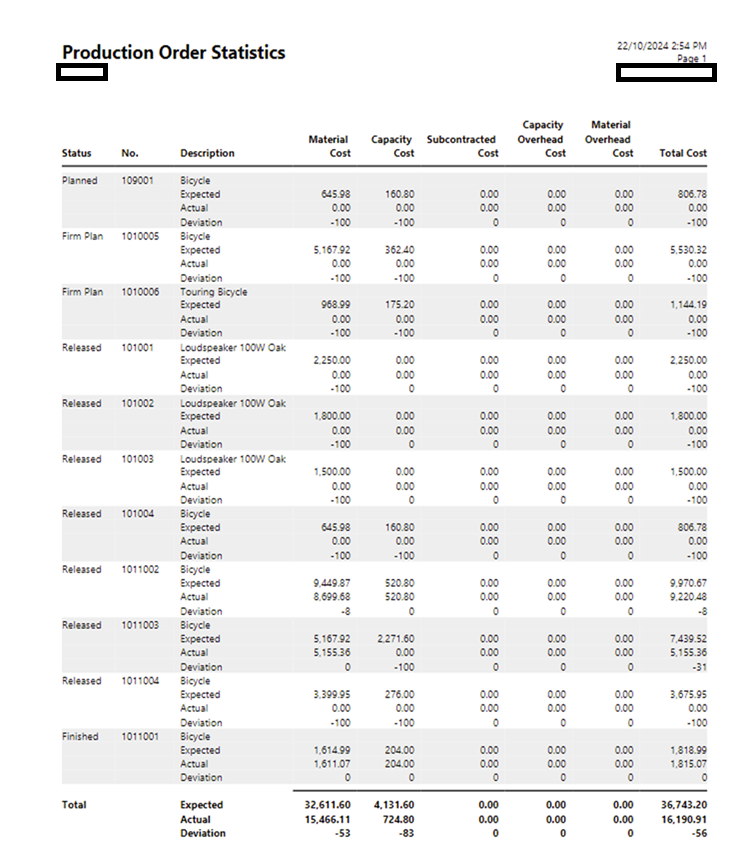 Production Order Statistics
22/10/2024 2:54 PM
Page 1
Status No. Description Material Cost Capacity Cost Subcontracted Cost Capacity Overhead Cost Material Overhead Cost Total Cost
Planned 109001 Bicycle
Expected 645.98 160.80 0.00 0.00 0.00 806.78
Actual 0.00 0.00 0.00 0.00 0.00 0.00
Deviation -100 -100 0 0 0 -100
Firm Plan 1010005 Bicycle
Expected 5,167.92 362.40 0.00 0.00 0.00 5,530.32
Actual 0.00 0.00 0.00 0.00 0.00 0.00
Deviation -100 -100 0 0 0 -100
Firm Plan 1010006 Touring Bicycle
Expected 968.99 175.20 0.00 0.00 0.00 1,144.19
Actual 0.00 0.00 0.00 0.00 0.00 0.00
Deviation -100 -100 0 0 0 -100
Released 101001 Loudspeaker 100W Oak
Expected 2,250.00 0.00 0.00 0.00 0.00 2,250.00
Actual 0.00 0.00 0.00 0.00 0.00 0.00
Deviation -100 0 0 0 0 -100
Released 101002 Loudspeaker 100W Oak
Expected 1,800.00 0.00 0.00 0.00 0.00 1,800.00
Actual 0.00 0.00 0.00 0.00 0.00 0.00
Deviation -100 0 0 0 0 -100
Released 101003 Loudspeaker 100W Oak
Expected 1,500.00 0.00 0.00 0.00 0.00 1,500.00
Actual 0.00 0.00 0.00 0.00 0.00 0.00
Deviation -100 0 0 0 0 -100
Released 101004 Bicycle
Expected 645.98 160.80 0.00 0.00 0.00 806.78
Actual 0.00 0.00 0.00 0.00 0.00 0.00
Deviation -100 -100 0 0 0 -100
Released 1011002 Bicycle
Expected 9,449.87 520.80 0.00 0.00 0.00 9,970.67
Actual 8,699.68 520.80 0.00 0.00 0.00 9,220.48
Deviation -8 0 0 0 0 -8
Released 1011003 Bicycle
Expected 5,167.92 2,271.60 0.00 0.00 0.00 7,439.52
Actual 5,155.36 0.00 0.00 0.00 0.00 5,155.36
Deviation 0 -100 0 0 0 -31
Released 1011004 Bicycle
Expected 3,399.95 276.00 0.00 0.00 0.00 3,675.95
Actual 0.00 0.00 0.00 0.00 0.00 0.00
Deviation -100 -100 0 0 0 -100
Finished 1011001 Bicycle
Expected 1,614.99 204.00 0.00 0.00 0.00 1,818.99
Actual 1,611.07 204.00 0.00 0.00 0.00 1,815.07
Deviation 0 0 0 0 0 0
Total Expected 32,611.60 4,131.60 0.00 0.00 0.00 36,743.20
Actual 15,466.11 724.80 0.00 0.00 0.00 16,190.91
Deviation -53 -83 0 0 0 -56